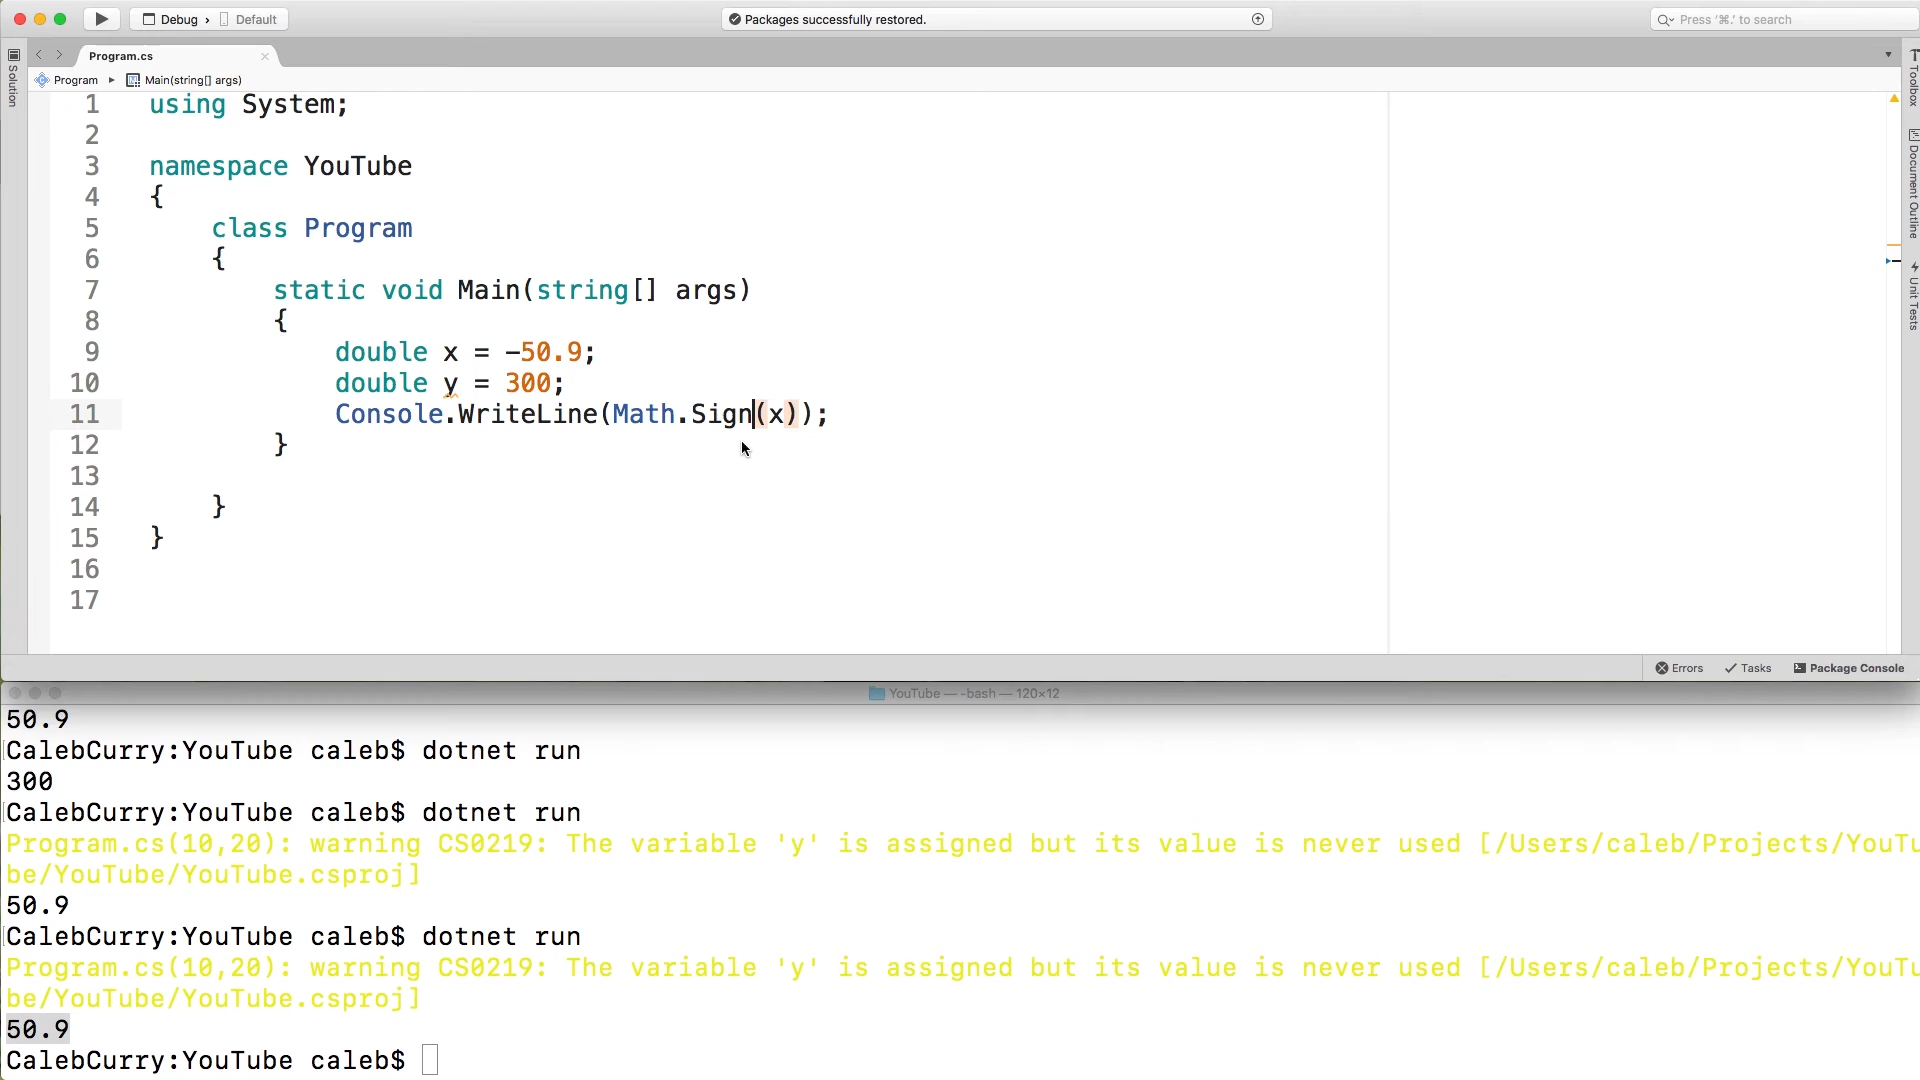 Debug › Default
Packages successfully restored.
Press '⌘.' to search
Program.cs
Program ▸ Main(string[] args)
Solution
Toolbox
Document Outline
Unit Tests
1 using System;
2
3 namespace YouTube
4 {
5 class Program
6 {
7 static void Main(string[] args)
8 {
9 double x = -50.9;
10 double y = 300;
11 Console.WriteLine(Math.Sign(x));
12 }
13
14 }
15 }
16
17
Errors Tasks Package Console
YouTube — -bash — 120×12
50.9
CalebCurry:YouTube caleb$ dotnet run
300
CalebCurry:YouTube caleb$ dotnet run
Program.cs(10,20): warning CS0219: The variable 'y' is assigned but its value is never used [/Users/caleb/Projects/YouTu
be/YouTube/YouTube.csproj]
50.9
CalebCurry:YouTube caleb$ dotnet run
Program.cs(10,20): warning CS0219: The variable 'y' is assigned but its value is never used [/Users/caleb/Projects/YouTu
be/YouTube/YouTube.csproj]
50.9
CalebCurry:YouTube caleb$